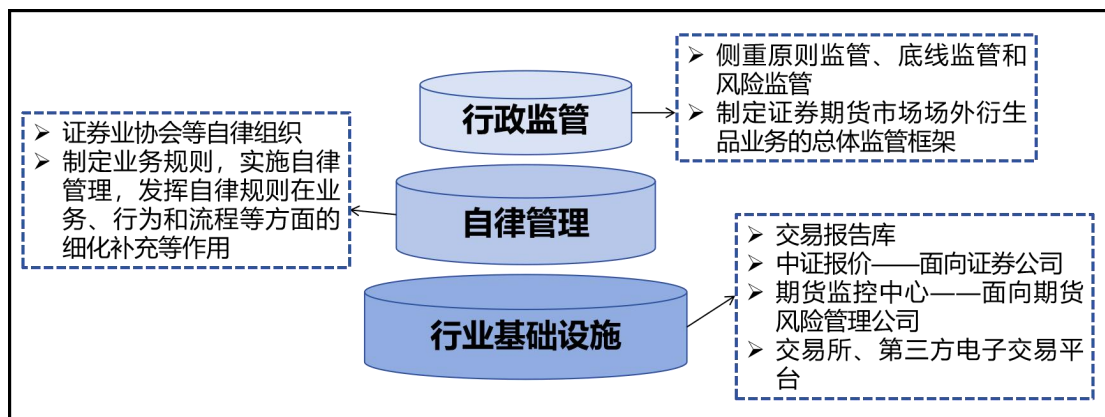 行政监管
➢ 侧重原则监管、底线监管和
风险监管
➢ 制定证券期货市场场外衍生
品业务的总体监管框架
➢ 证券业协会等自律组织
➢ 制定业务规则，实施自律
管理，发挥自律规则在业
务、行为和流程等方面的
细化补充等作用
自律管理
行业基础设施
➢ 交易报告库
➢ 中证报价——面向证券公司
➢ 期货监控中心——面向期货
风险管理公司
➢ 交易所、第三方电子交易平
台